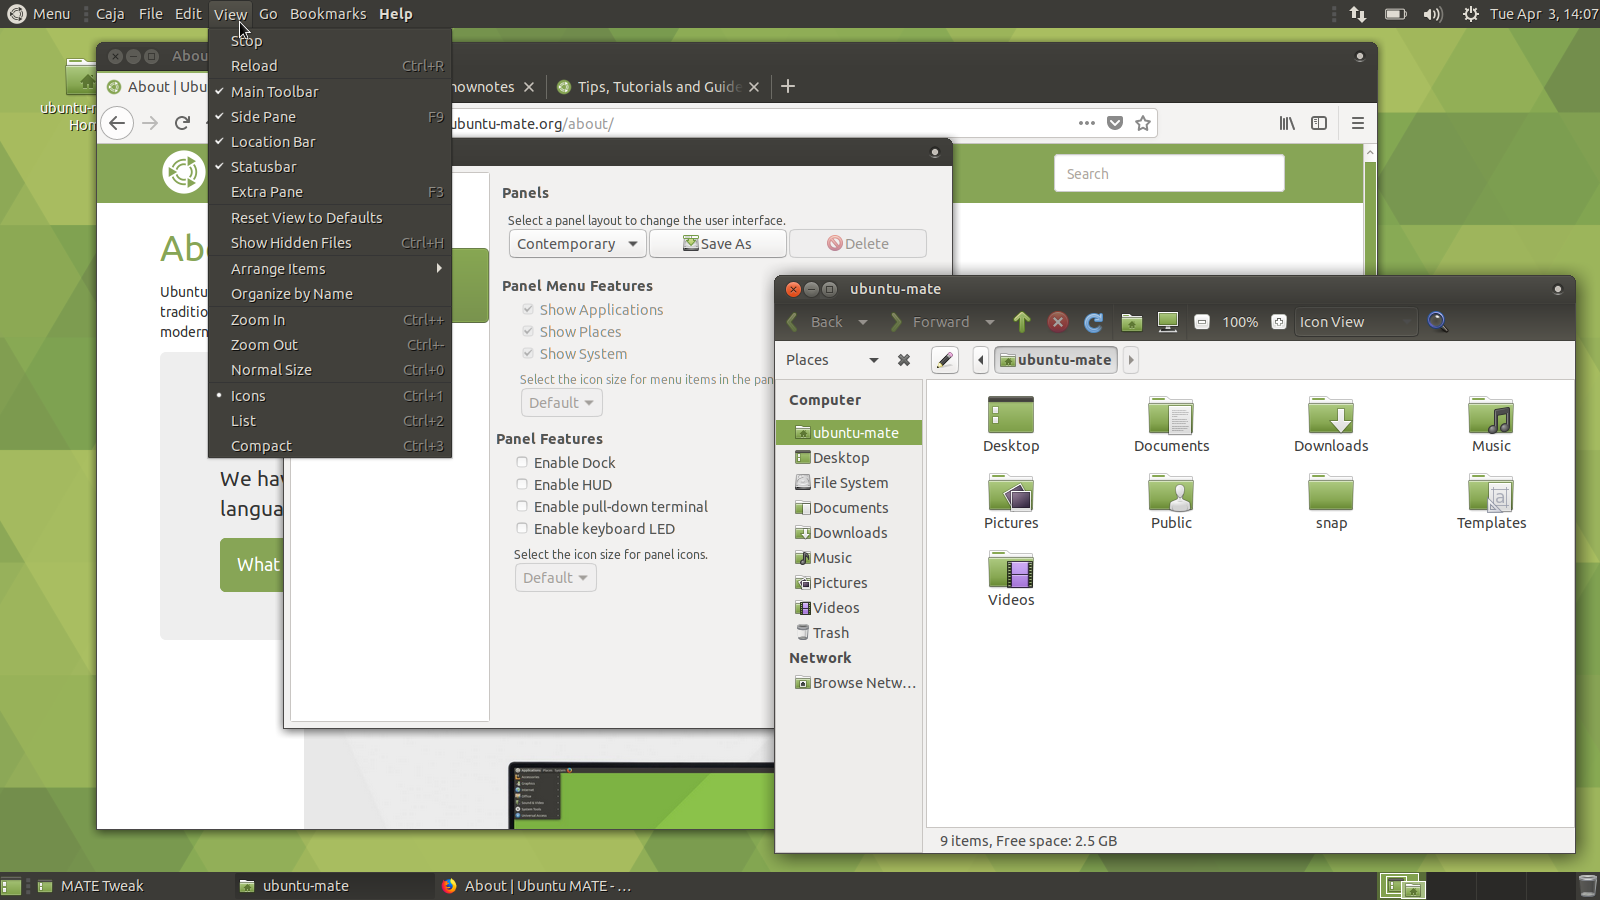 Menu Caja File Edit View Go Bookmarks Help Tue Apr 3, 14:07
Stop
Reload Ctrl+R
Main Toolbar
Side Pane F9
Location Bar
Statusbar
Extra Pane F3
Reset View to Defaults
Show Hidden Files Ctrl+H
Arrange Items
Organize by Name
Zoom In Ctrl++
Zoom Out Ctrl+-
Normal Size Ctrl+0
Icons Ctrl+1
List Ctrl+2
Compact Ctrl+3
ubuntu-m
Hom
Abou
About | Ubu
hownotes
Tips, Tutorials and Guide
ubuntu-mate.org/about/
Search
Abo
Ubuntu
traditio
modern
We hav
langua
What
Panels
Select a panel layout to change the user interface.
Contemporary Save As Delete
Panel Menu Features
Show Applications
Show Places
Show System
Select the icon size for menu items in the pan
Default
Panel Features
Enable Dock
Enable HUD
Enable pull-down terminal
Enable keyboard LED
Select the icon size for panel icons.
Default
ubuntu-mate
Back Forward 100% Icon View
Places ubuntu-mate
Computer
ubuntu-mate
Desktop
File System
Documents
Downloads
Music
Pictures
Videos
Trash
Network
Browse Netw…
Desktop Documents Downloads Music
Pictures Public snap Templates
Videos
9 items, Free space: 2.5 GB
MATE Tweak ubuntu-mate About | Ubuntu MATE - …